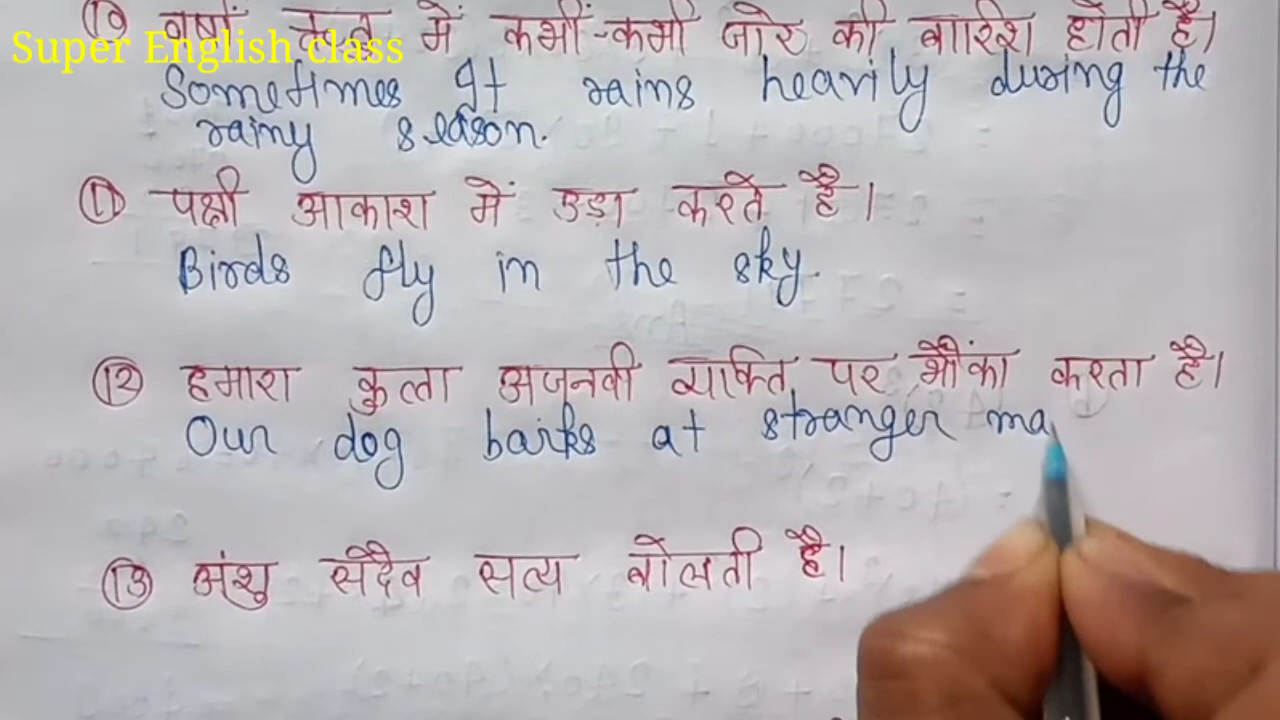 Super English class
⑩ वर्षा ऋतु में कभी-कभी जोर की बारिश होती है।
Sometimes It rains heavily during the
rainy season.
⑪ पक्षी आकाश में उड़ा करते है।
Birds fly in the sky.
⑫ हमारा कुत्ता अजनवी व्यक्ति पर भौंका करता है।
Our dog barks at stranger ma
⑬ अंशु सदैव सत्य बोलती है।